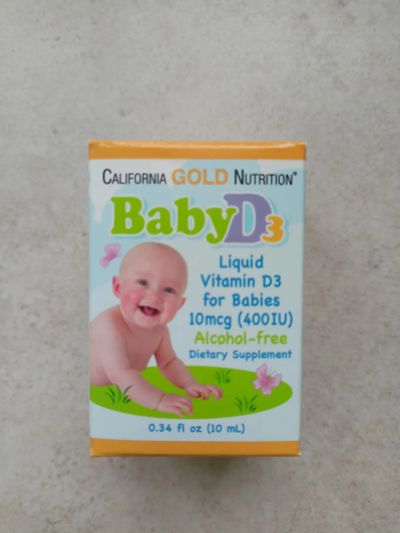 CALIFORNIA GOLD NUTRITION®
BabyD3
Liquid
Vitamin D3
for Babies
10mcg (400IU)
Alcohol-free
Dietary Supplement
0.34 fl oz (10 mL)